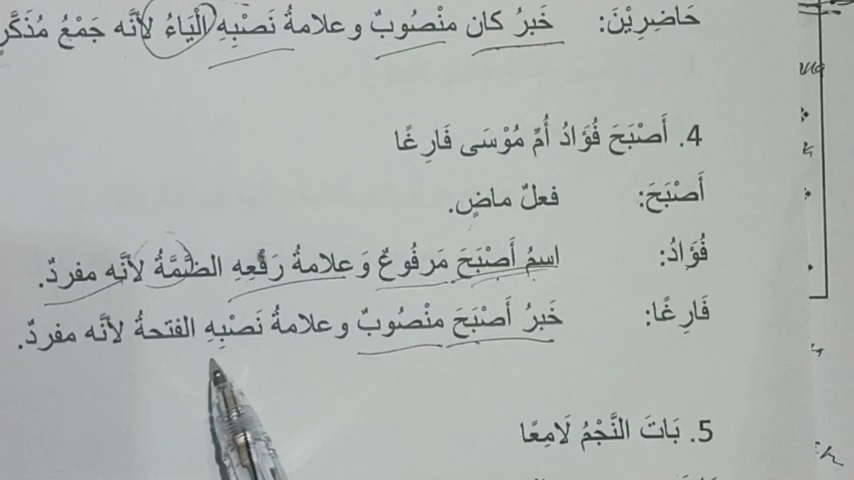 حَاضِرِيْنَ: خَبرُ كان منْصُوبٌ وعلامةُ نَصْبِهِ الْيَاءُ لأنَّه جَمْعُ مُذَكَّرٍ
4. أَصْبَحَ فُؤَادُ أُمِّ مُوْسَى فَارِغًا
أَصْبَحَ: فعلٌ ماضٍ.
فُؤَادُ: اسمُ أَصْبَحَ مَرفُوعٌ وَعلامةُ رَفْعِهِ الضَّمَّةُ لأنَّه مفردٌ.
فَارِغًا: خَبرُ أَصْبَحَ منْصُوبٌ وعلامةُ نَصْبِهِ الفتحةُ لأنَّه مفردٌ.
5. بَاتَ النَّجْمُ لَامِعًا